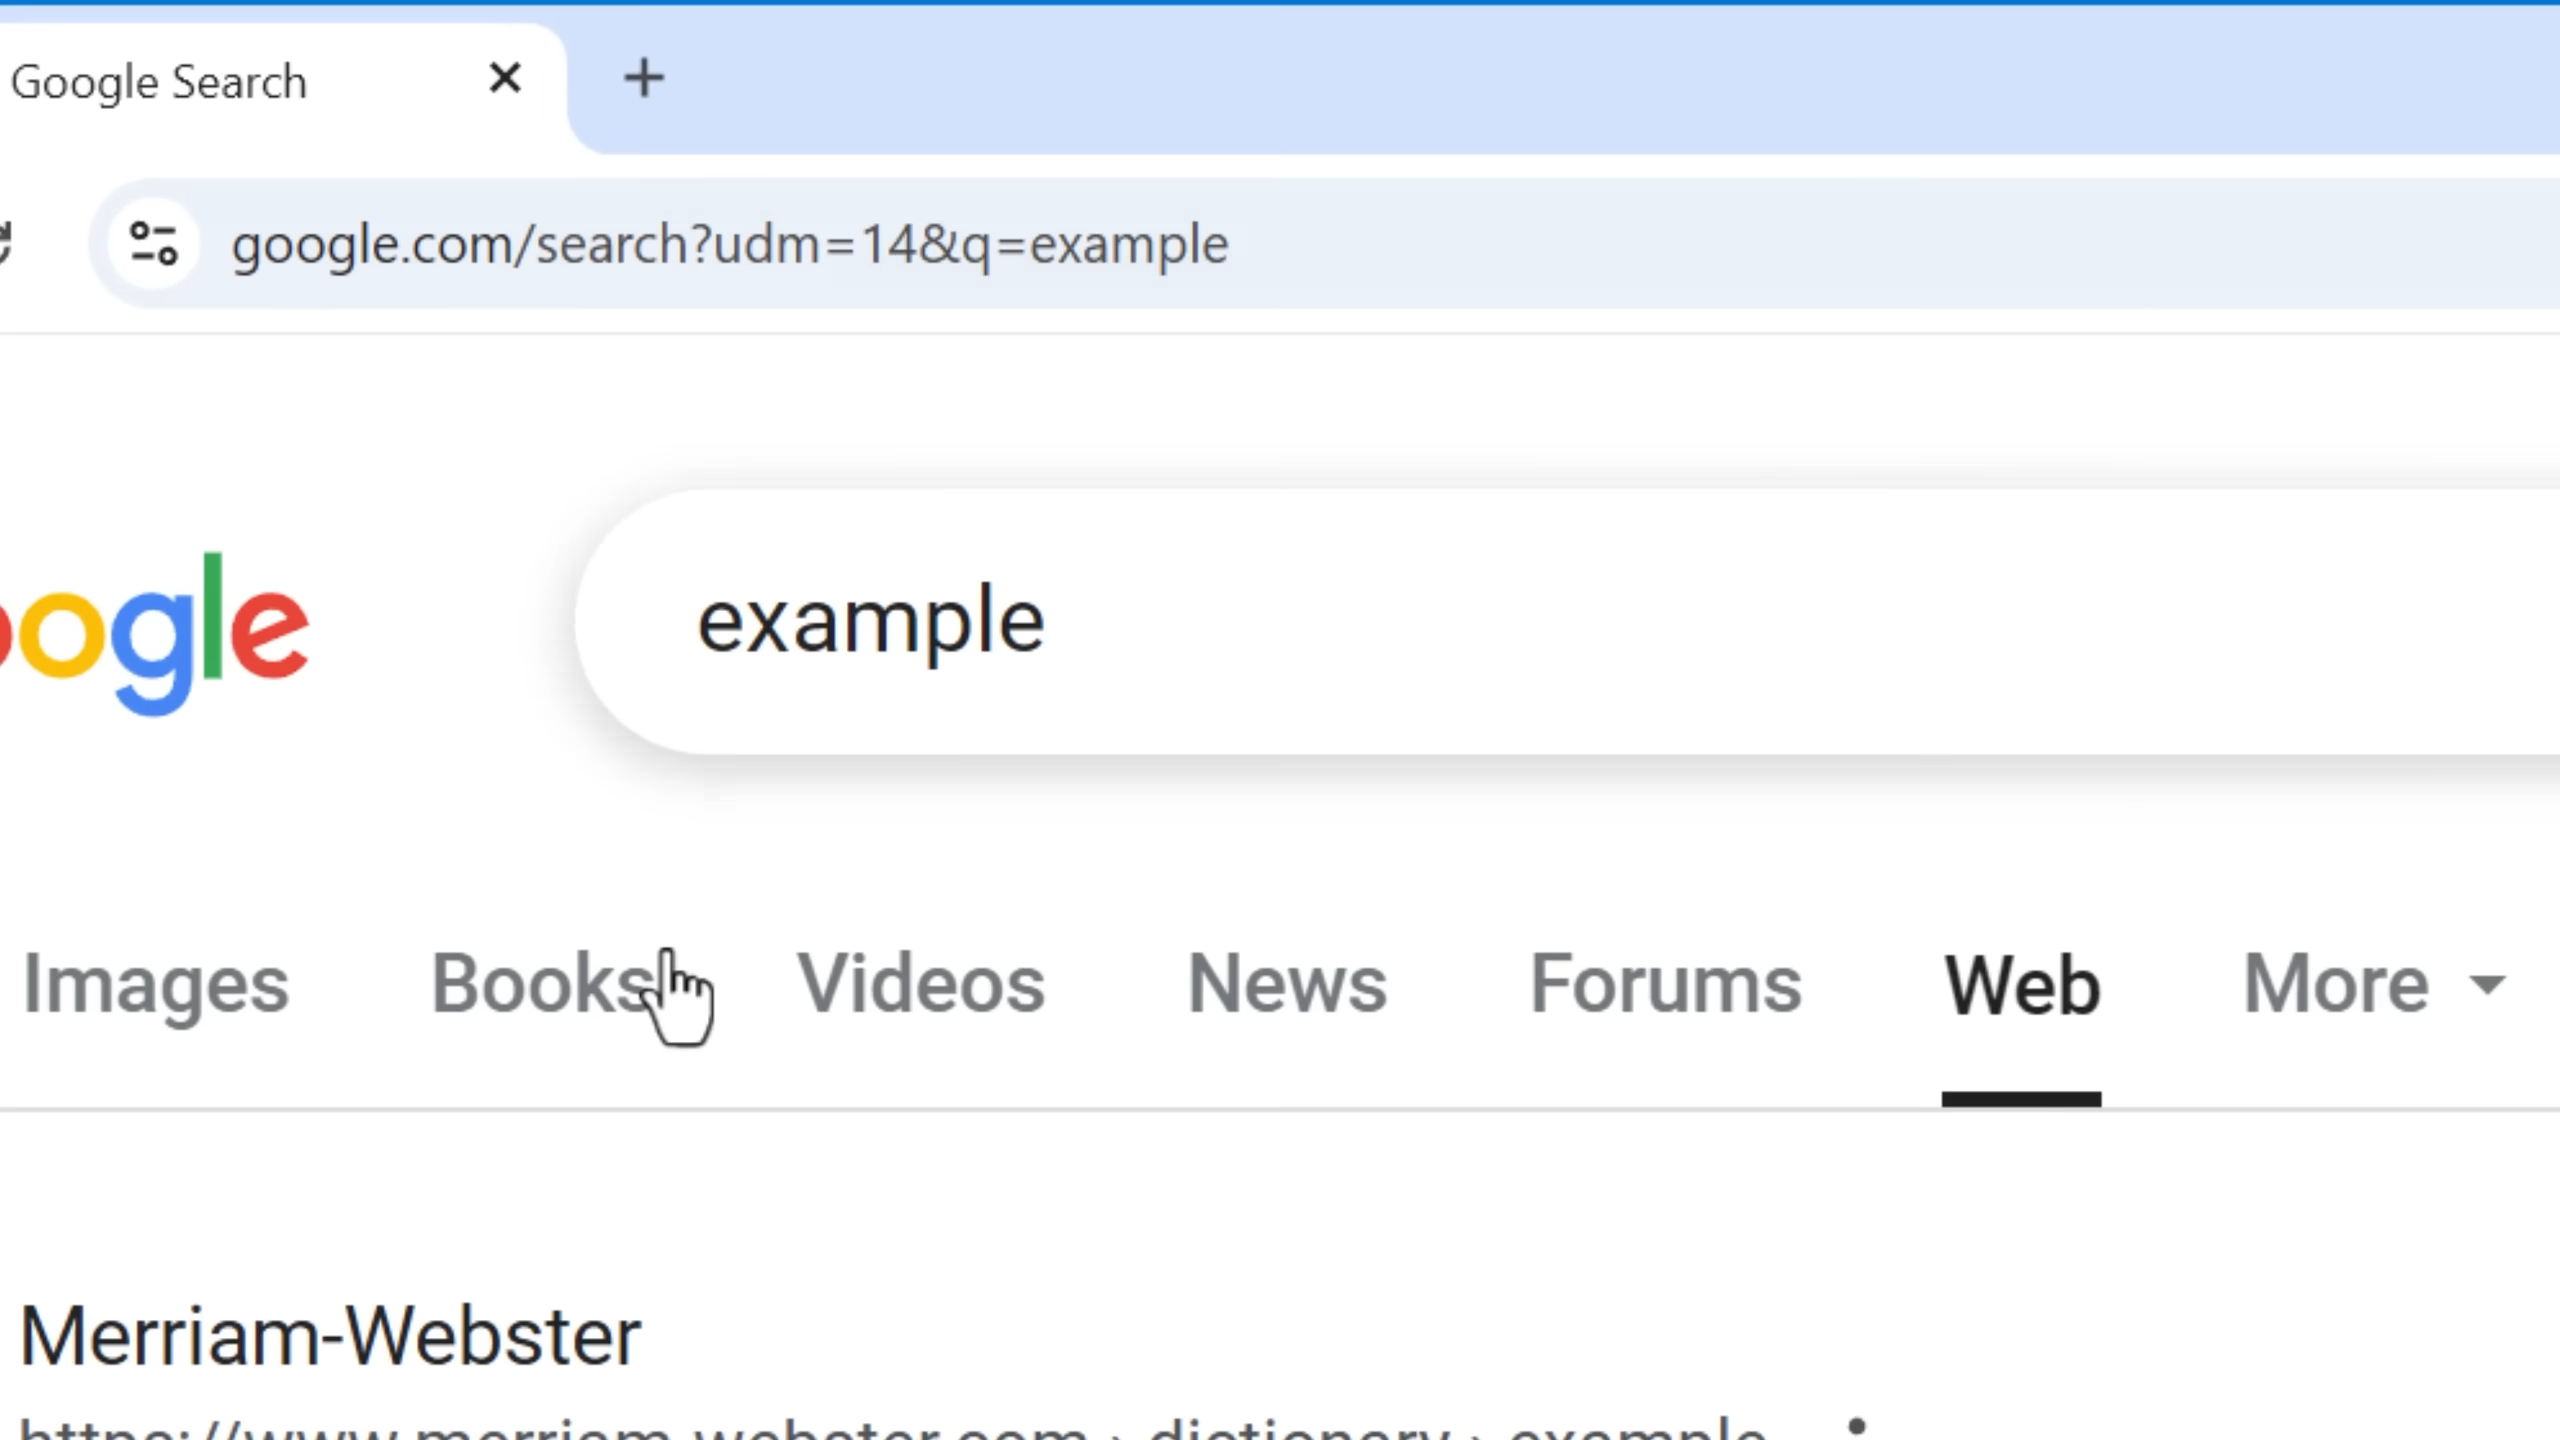 Google Search
google.com/search?udm=14&q=example
ogle
example
Images Books Videos News Forums Web More
Merriam-Webster
https://www.merriam-webster.com › dictionary › example